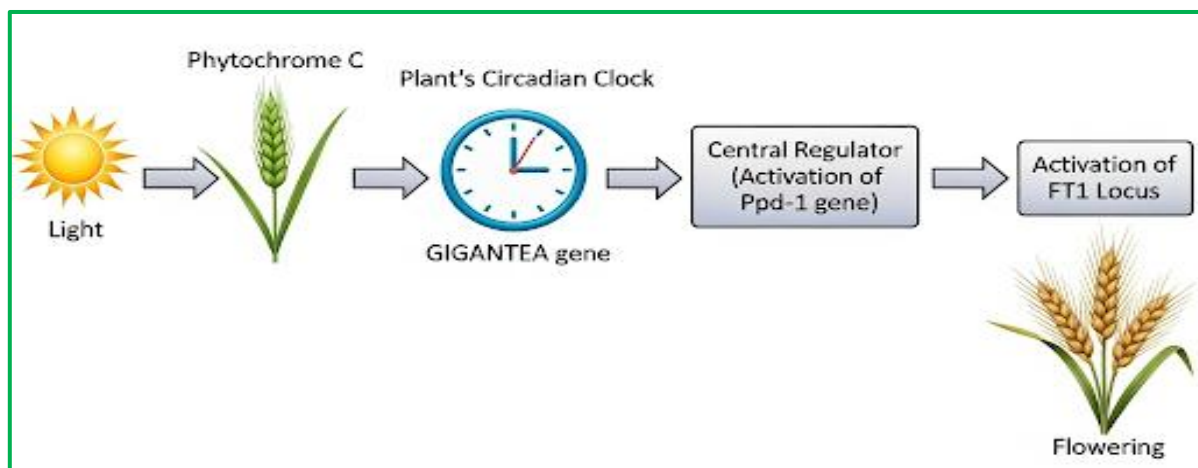 Light
Phytochrome C
Plant's Circadian Clock
GIGANTEA gene
Central Regulator
(Activation of
Ppd-1 gene)
Activation of
FT1 Locus
Flowering